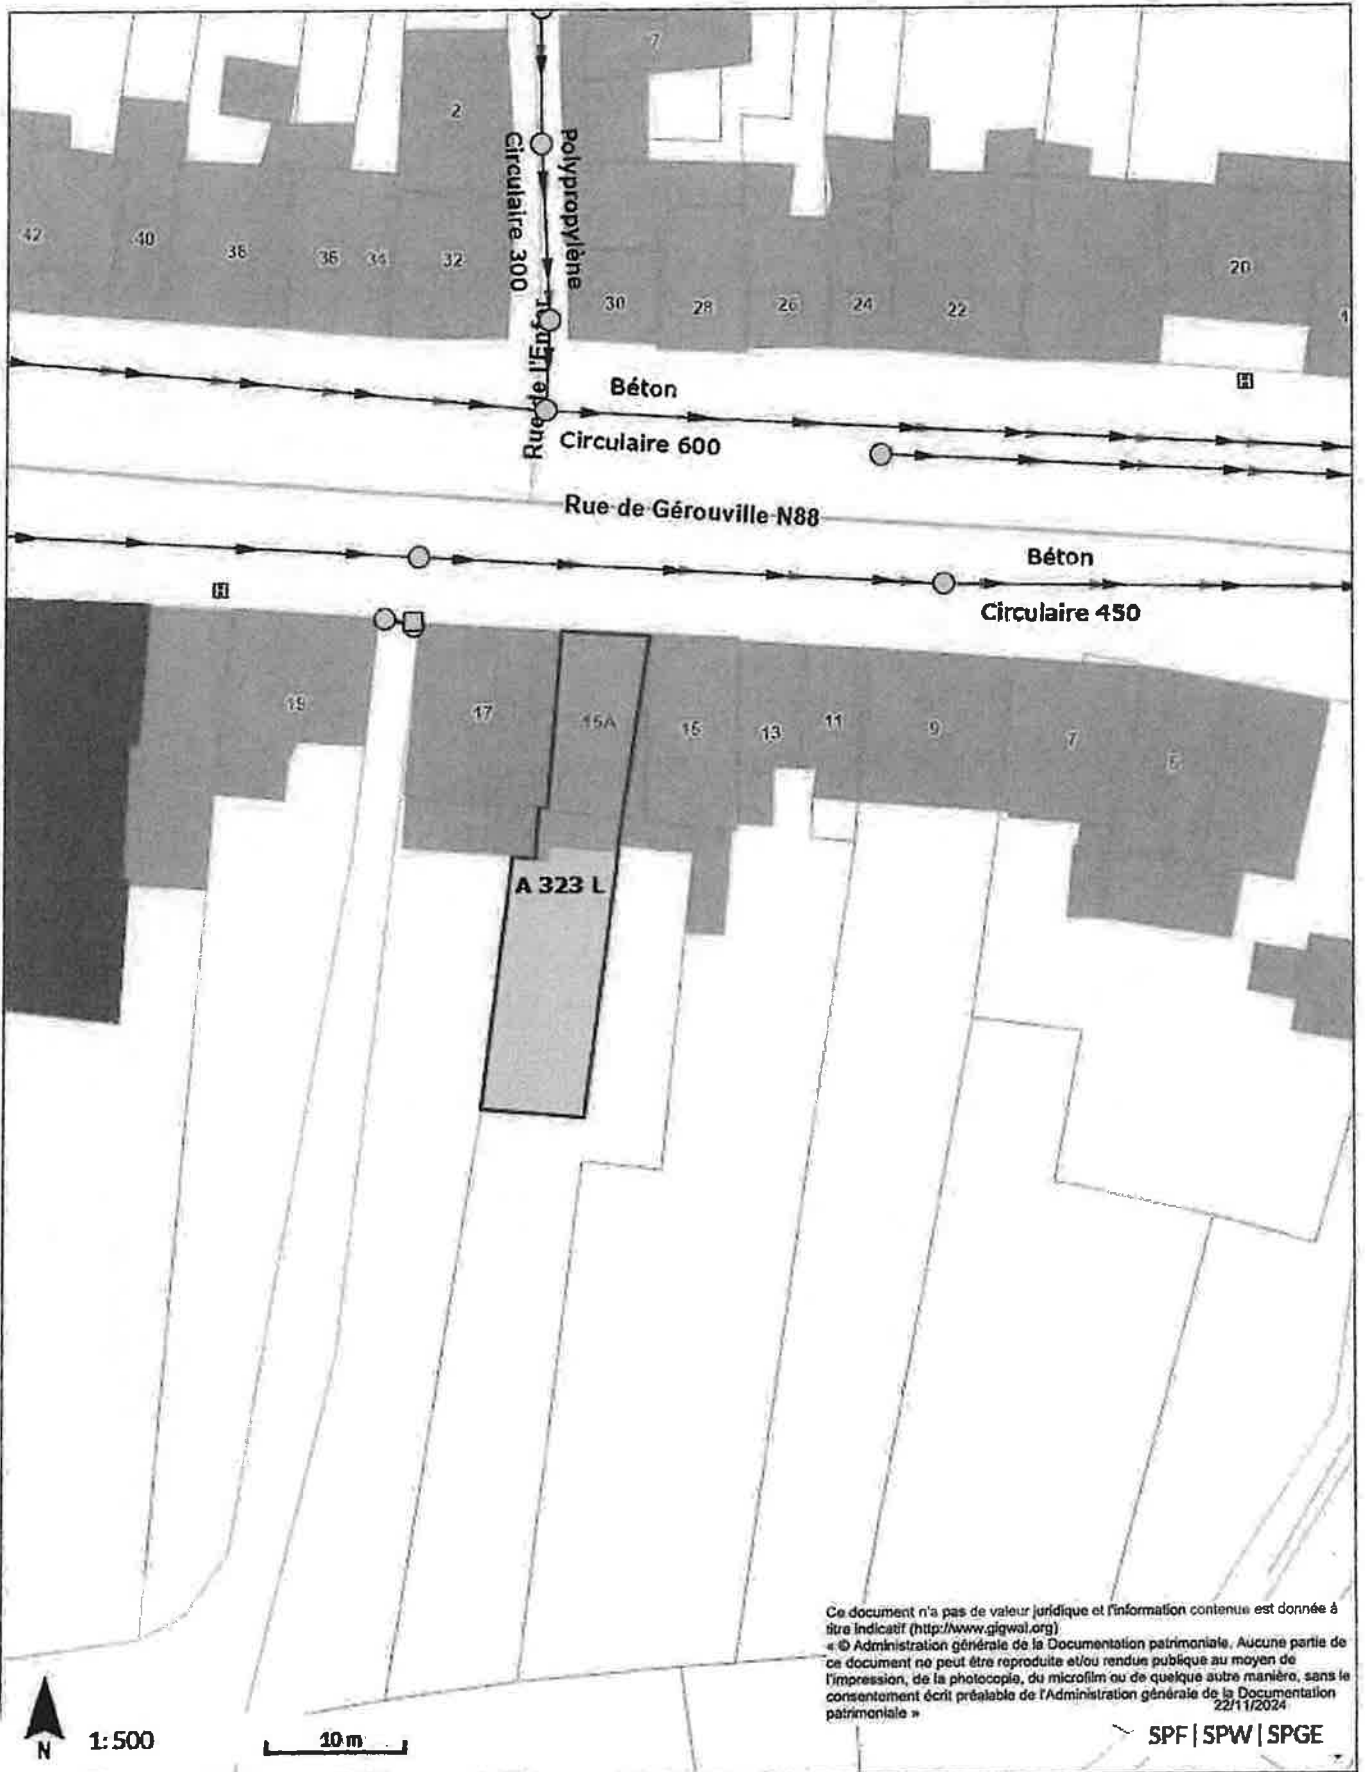 7
2
Circulaire 300
Polypropylène
42
40
38
36
34
32
30
28
26
24
22
20
1
H
Rue de l'Enfer
Béton
Circulaire 600
Rue de Gérouville N88
Béton
Circulaire 450
H
19
17
15A
15
13
11
9
7
A 323 L
Ce document n'a pas de valeur juridique et l'information contenue est donnée à
titre indicatif (http://www.gigwal.org)
« © Administration générale de la Documentation patrimoniale. Aucune partie de
ce document ne peut être reproduite et/ou rendue publique au moyen de
l'impression, de la photocopie, du microfilm ou de quelque autre manière, sans le
consentement écrit préalable de l'Administration générale de la Documentation
patrimoniale »
22/11/2024
N
1:500
10 m
SPF | SPW | SPGE